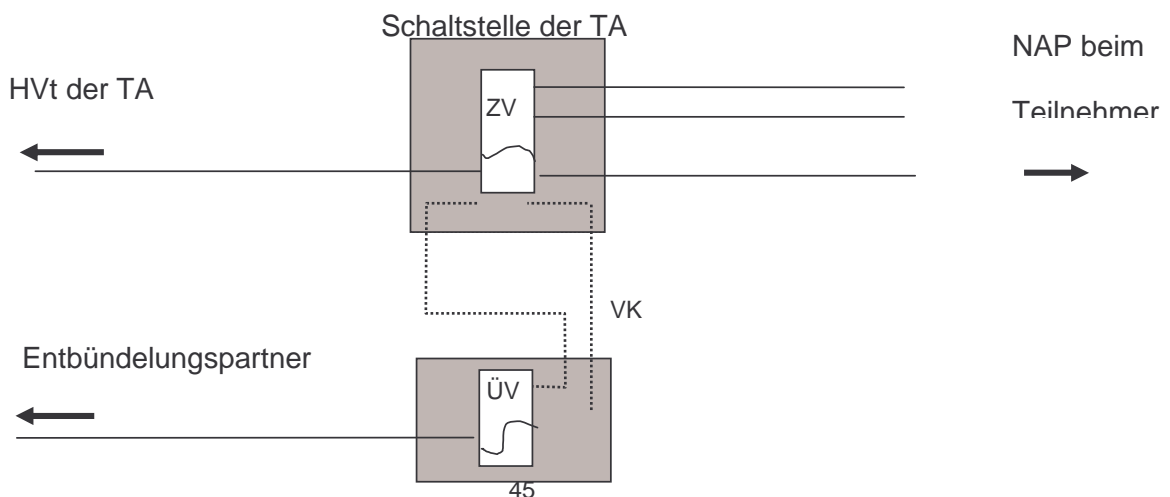 Schaltstelle der TA
NAP beim
HVt der TA
ZV
Teilnehmer
VK
Entbündelungspartner
ÜV
45